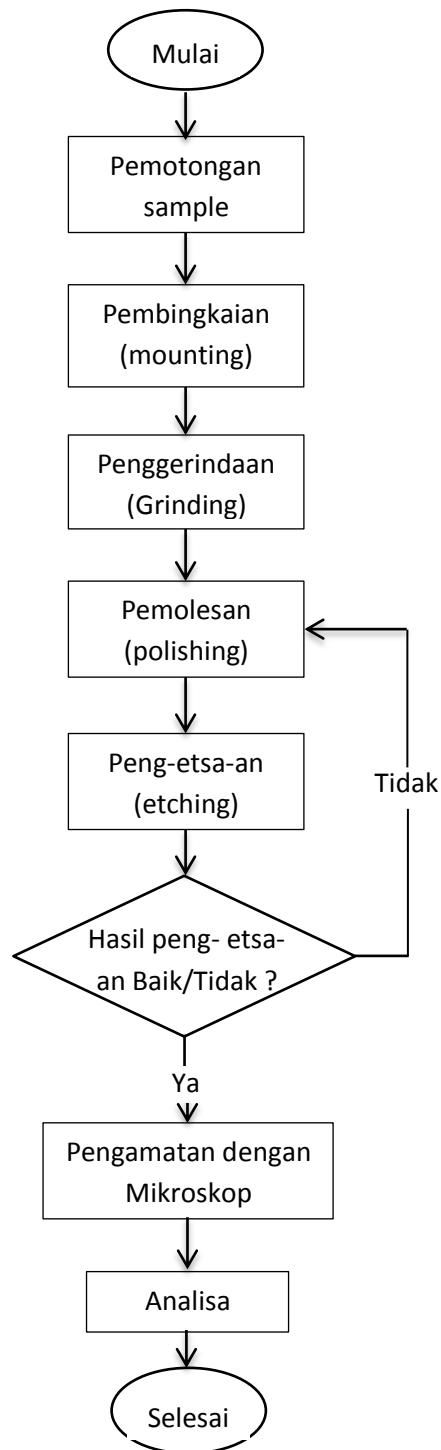 Mulai
Pemotongan
sample
Pembingkaian
(mounting)
Penggerindaan
(Grinding)
Pemolesan
(polishing)
Peng-etsa-an
(etching)
Tidak
Hasil peng- etsa-
an Baik/Tidak ?
Ya
Pengamatan dengan
Mikroskop
Analisa
Selesai